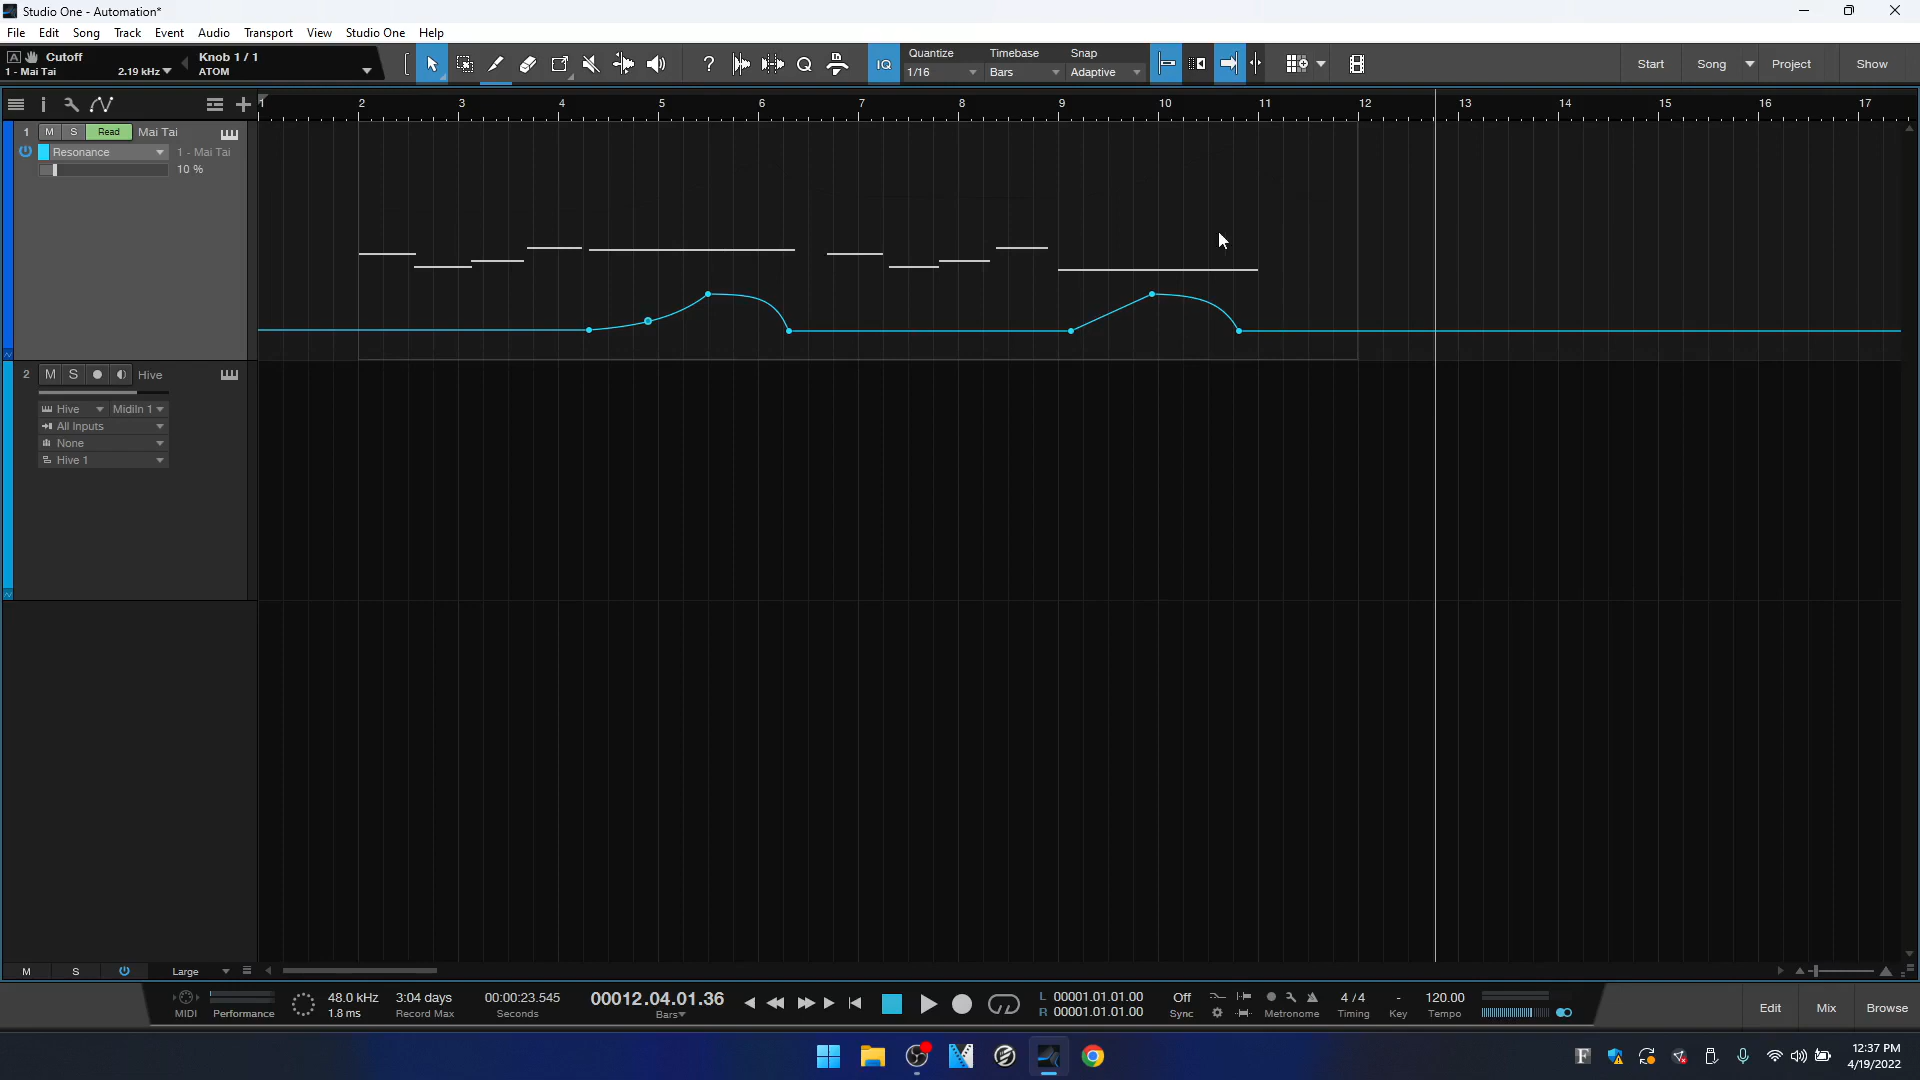 Studio One - Automation*
File Edit Song Track Event Audio Transport View Studio One Help
A Cutoff Knob 1 / 1
1 - Mai Tai 2.19 kHz ATOM
? IQ
Quantize Timebase Snap
1/16 Bars Adaptive
Start Song Project Show
1 2 3 4 5 6 7 8 9 10 11 12 13 14 15 16 17
1 M S Read Mai Tai
Resonance 1 - Mai Tai
10 %
2 M S Hive
Hive MidiIn 1
All Inputs
None
Hive 1
M S Large
MIDI Performance
48.0 kHz
1.8 ms
3:04 days
Record Max
00:00:23.545
Seconds
00012.04.01.36
Bars
L 00001.01.01.00
R 00001.01.01.00
Off
Sync
Metronome
4 / 4
Timing
-
Key
120.00
Tempo
Edit Mix Browse
12:37 PM
4/19/2022